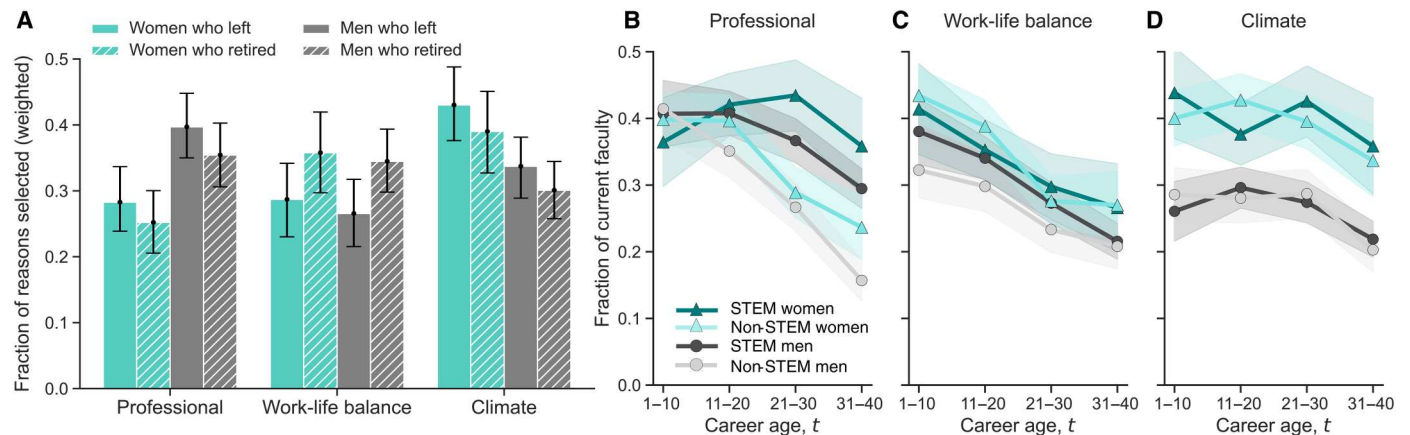 A
Women who left
Women who retired
Men who left
Men who retired
Fraction of reasons selected (weighted)
0.5
0.4
0.3
0.2
0.1
0.0
Professional
Work-life balance
Climate
B
Professional
Fraction of current faculty
0.5
0.4
0.3
0.2
0.1
0.0
STEM women
Non-STEM women
STEM men
Non-STEM men
1–10
11–20
21–30
31–40
Career age, t
C
Work-life balance
1–10
11–20
21–30
31–40
Career age, t
D
Climate
1–10
11–20
21–30
31–40
Career age, t